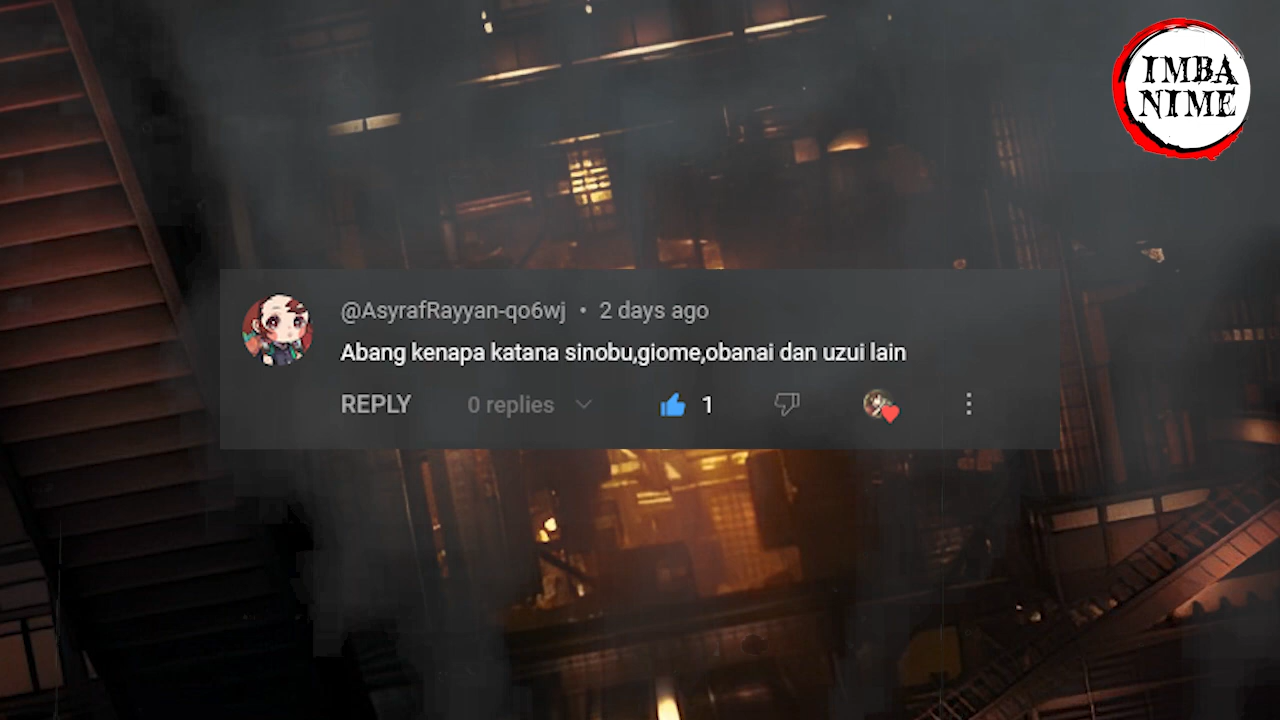 IMBA
NIME
@AsyrafRayyan-qo6wj • 2 days ago
Abang kenapa katana sinobu,giome,obanai dan uzui lain
REPLY 0 replies 1